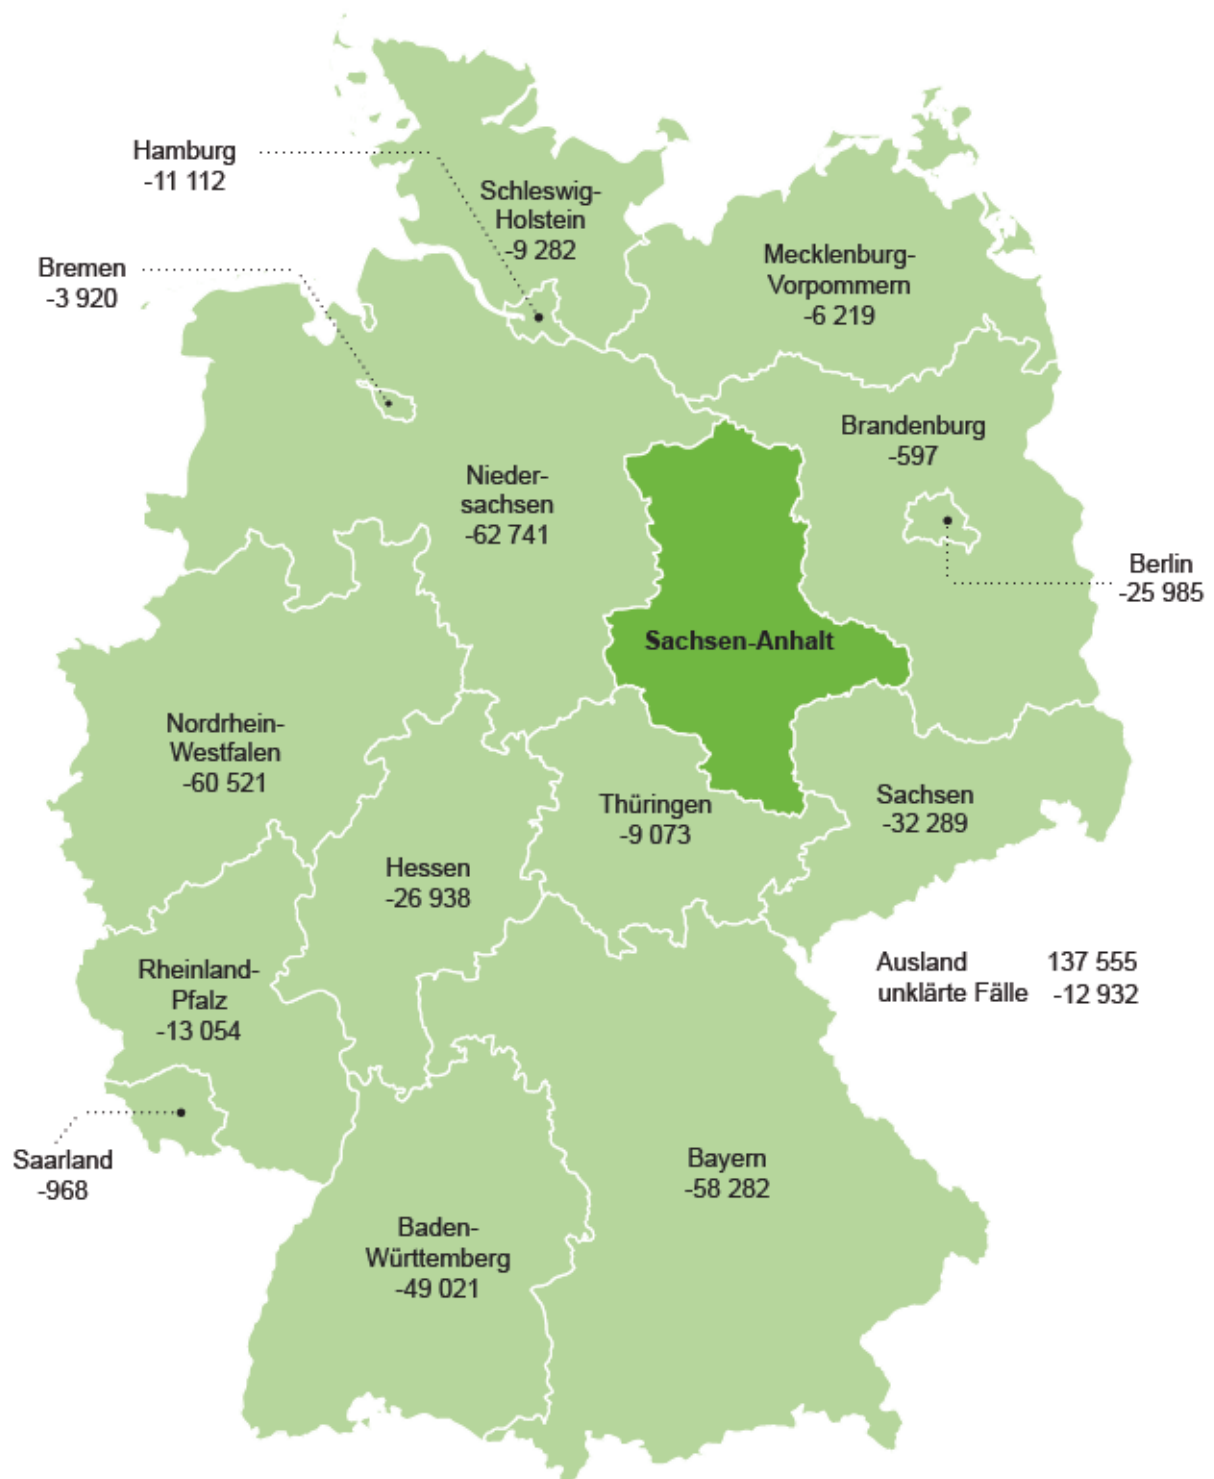 Hamburg
-11 112
Schleswig-
Holstein
-9 282
Bremen
-3 920
Mecklenburg-
Vorpommern
-6 219
Brandenburg
-597
Nieder-
sachsen
-62 741
Berlin
-25 985
Sachsen-Anhalt
Nordrhein-
Westfalen
-60 521
Thüringen
-9 073
Sachsen
-32 289
Hessen
-26 938
Rheinland-
Pfalz
-13 054
Ausland 137 555
unklärte Fälle -12 932
Saarland
-968
Bayern
-58 282
Baden-
Württemberg
-49 021